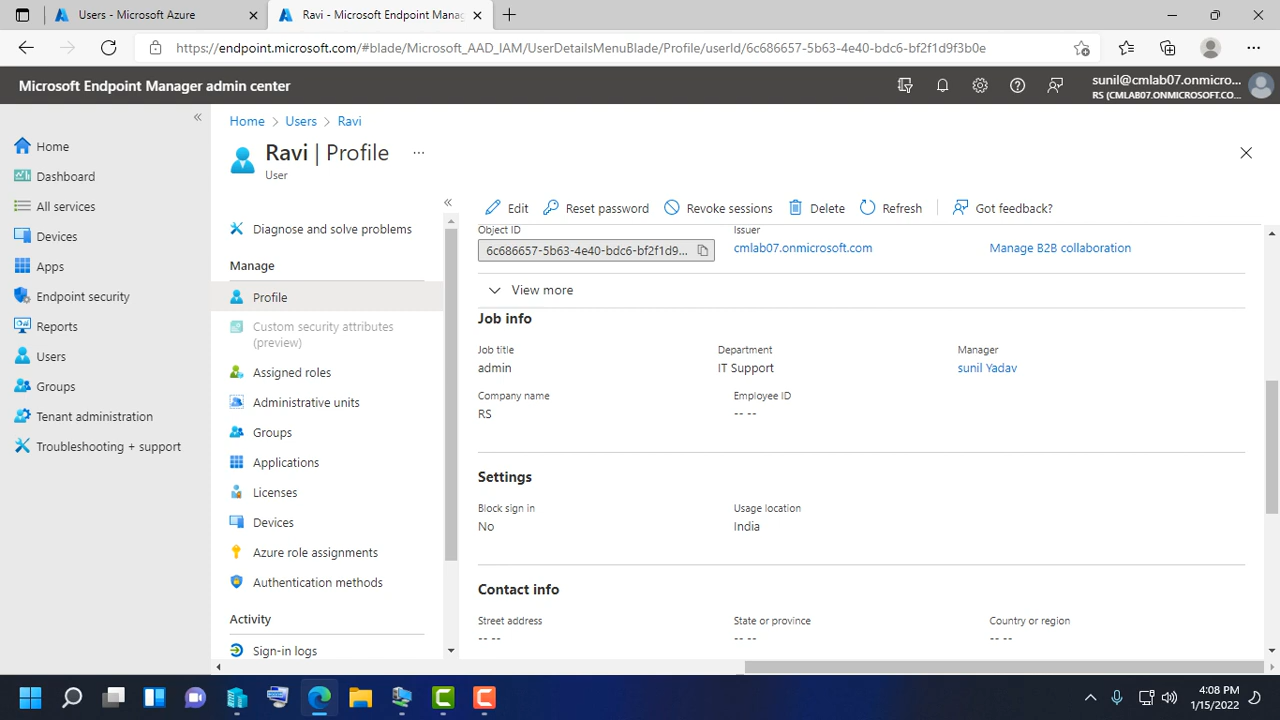 Users - Microsoft Azure
Ravi - Microsoft Endpoint Manag
https://endpoint.microsoft.com/#blade/Microsoft_AAD_IAM/UserDetailsMenuBlade/Profile/userId/6c686657-5b63-4e40-bdc6-bf2f1d9f3b0e
Microsoft Endpoint Manager admin center
sunil@cmlab07.onmicro...
RS (CMLAB07.ONMICROSOFT.CO...
Home
Dashboard
All services
Devices
Apps
Endpoint security
Reports
Users
Groups
Tenant administration
Troubleshooting + support
Home > Users > Ravi
Ravi | Profile ...
User
Diagnose and solve problems
Manage
Profile
Custom security attributes
(preview)
Assigned roles
Administrative units
Groups
Applications
Licenses
Devices
Azure role assignments
Authentication methods
Activity
Sign-in logs
Edit Reset password Revoke sessions Delete Refresh Got feedback?
Object ID Issuer
6c686657-5b63-4e40-bdc6-bf2f1d9... cmlab07.onmicrosoft.com Manage B2B collaboration
View more
Job info
Job title Department Manager
admin IT Support sunil Yadav
Company name Employee ID
RS -- --
Settings
Block sign in Usage location
No India
Contact info
Street address State or province Country or region
-- -- -- -- -- --
4:08 PM
1/15/2022